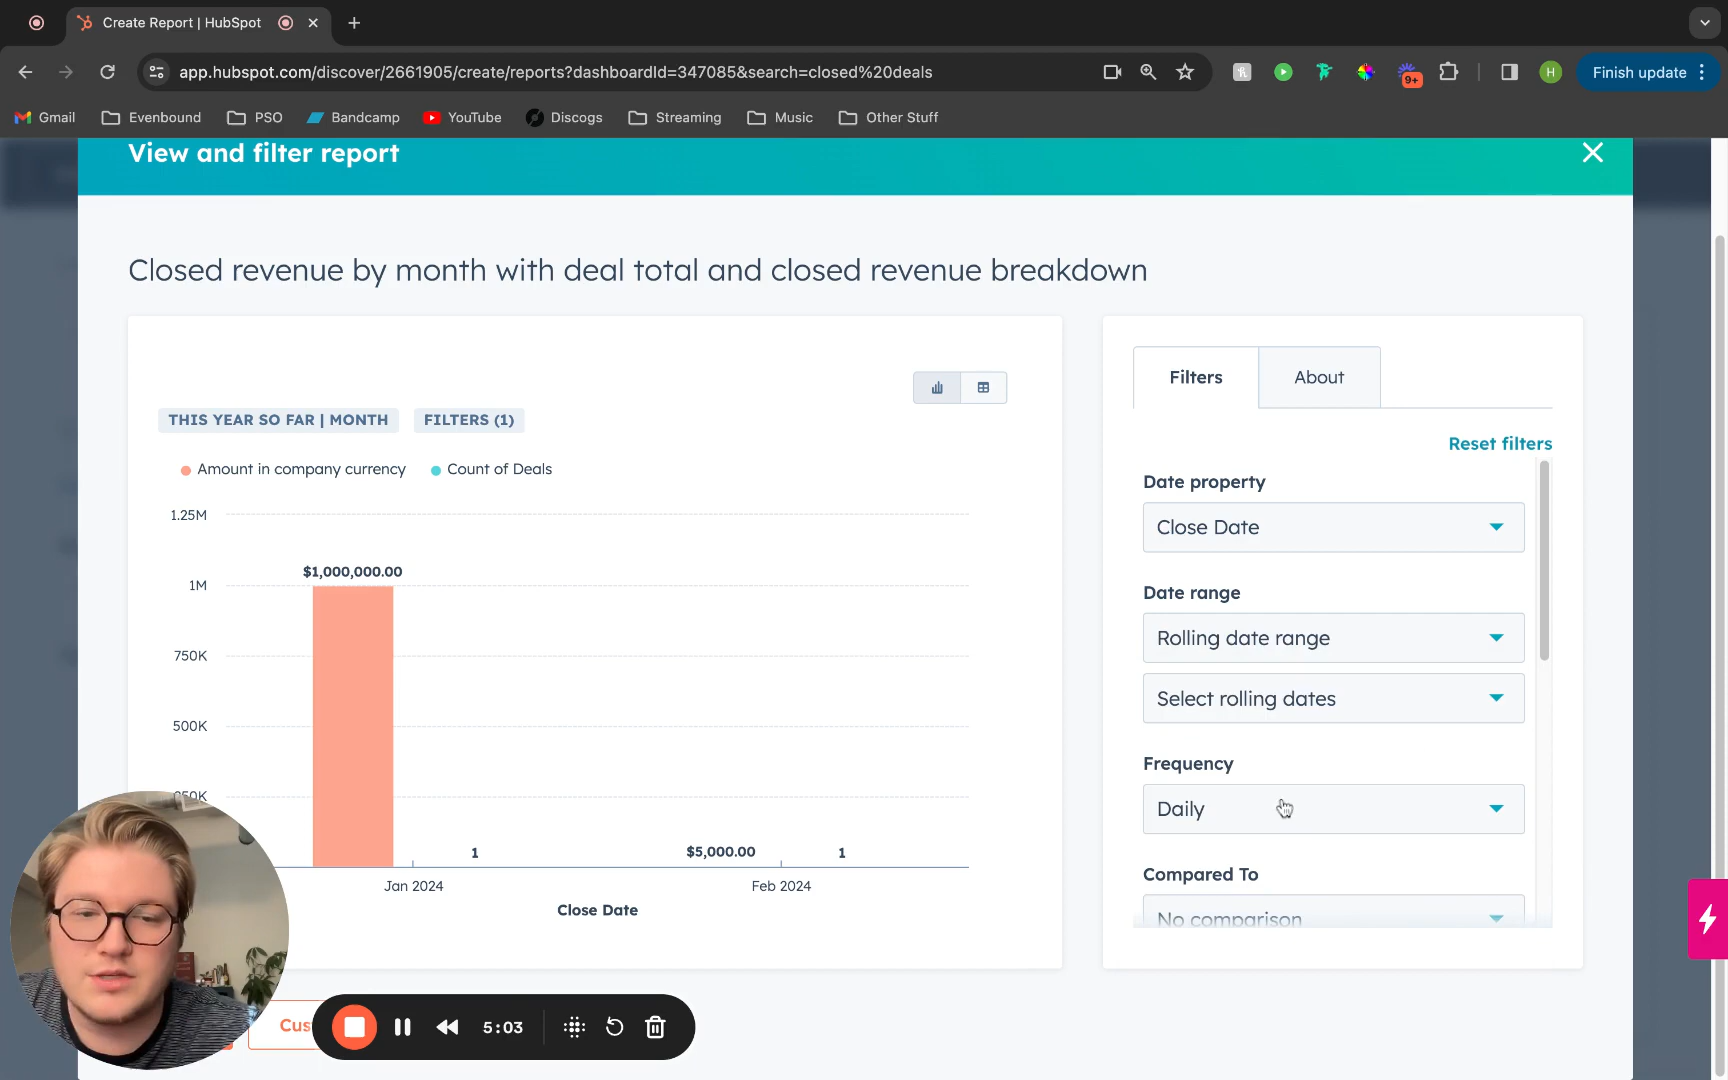 Create Report | HubSpot
app.hubspot.com/discover/2661905/create/reports?dashboardId=347085&search=closed%20deals
9+
H
Finish update
Gmail
Evenbound
PSO
Bandcamp
YouTube
Discogs
Streaming
Music
Other Stuff
View and filter report
Closed revenue by month with deal total and closed revenue breakdown
THIS YEAR SO FAR | MONTH
FILTERS (1)
Amount in company currency
Count of Deals
1.25M
1M
750K
500K
$1,000,000.00
1
$5,000.00
1
Jan 2024
Feb 2024
Close Date
Filters
About
Reset filters
Date property
Close Date
Date range
Rolling date range
Select rolling dates
Frequency
Daily
Compared To
No comparison
Cus
5:03